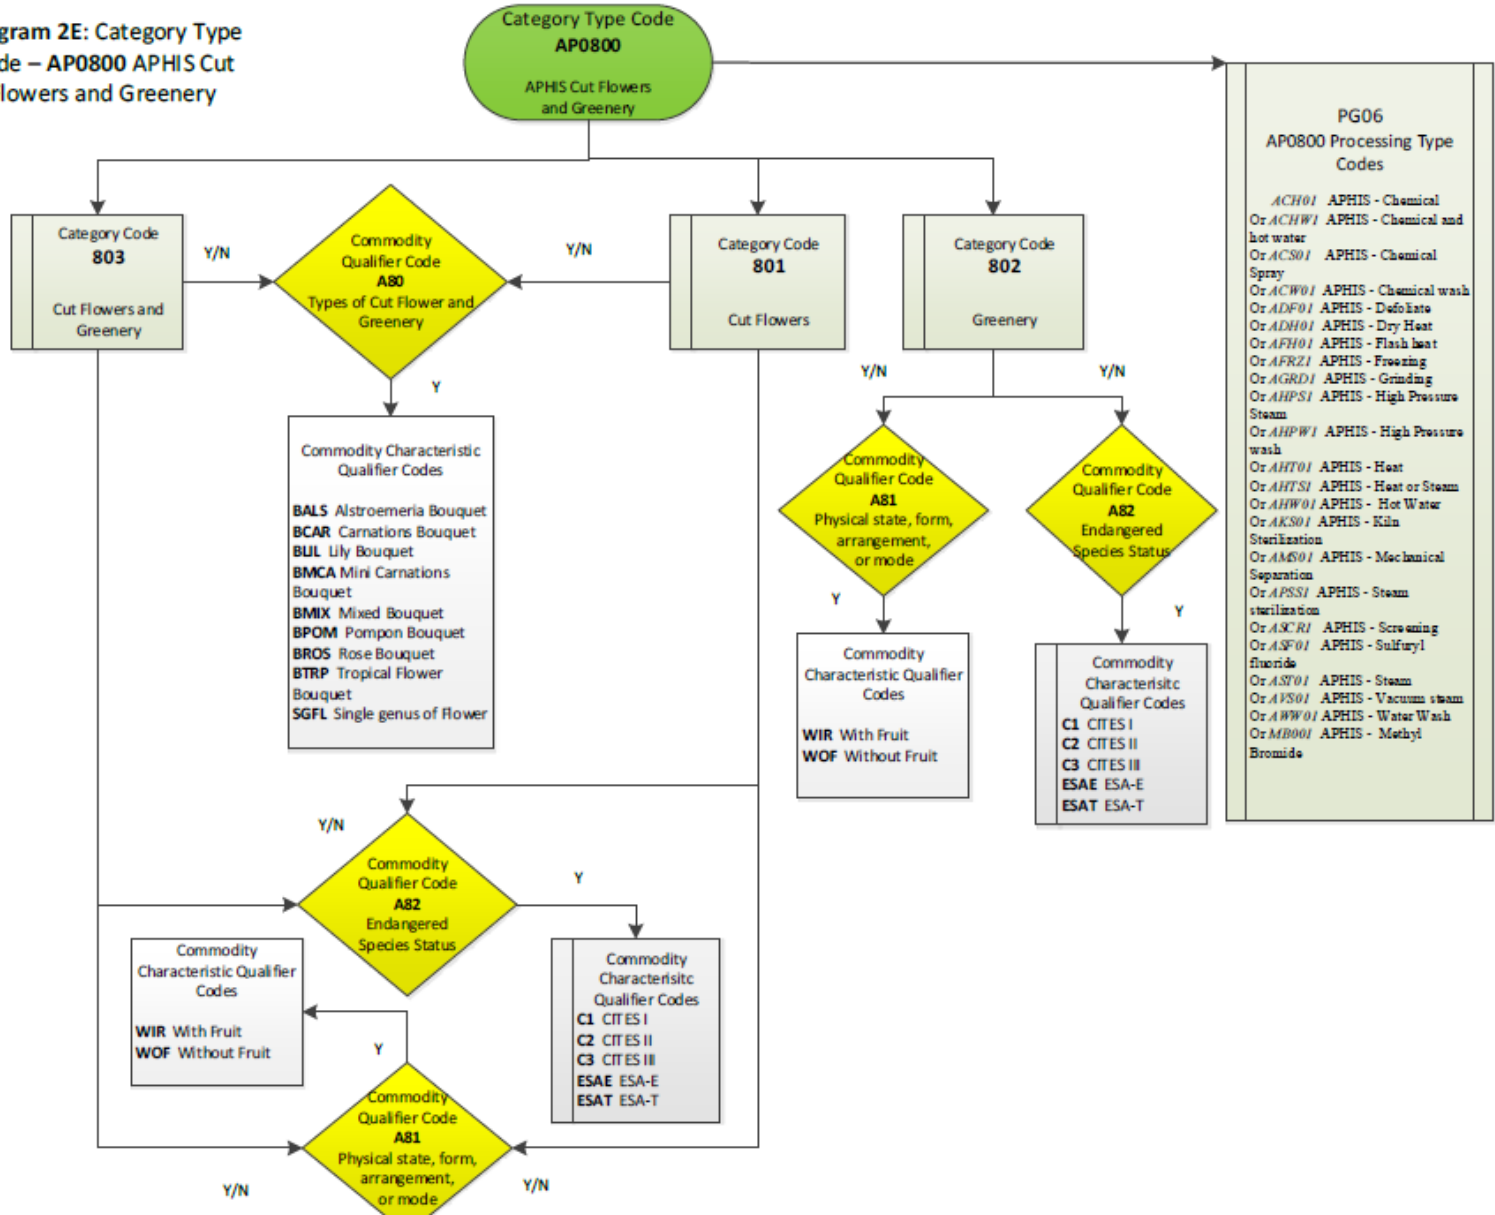 gram 2E: Category Type
de – AP0800 APHIS Cut
lowers and Greenery
Category Type Code
AP0800
APHIS Cut Flowers
and Greenery
Category Code
803
Cut Flowers and
Greenery
Y/N
Commodity
Qualifier Code
A80
Types of Cut Flower and
Greenery
Y/N
Category Code
801
Cut Flowers
Category Code
802
Greenery
Y
Commodity Characteristic
Qualifier Codes
BALS Alstroemeria Bouquet
BCAR Carnations Bouquet
BLIL Lily Bouquet
BMCA Mini Carnations
Bouquet
BMIX Mixed Bouquet
BPOM Pompon Bouquet
BROS Rose Bouquet
BTRP Tropical Flower
Bouquet
SGFL Single genus of Flower
Y/N
Y/N
Commodity
Qualifier Code
A81
Physical state, form,
arrangement,
or mode
Commodity
Qualifier Code
A82
Endangered
Species Status
Y
Y
Commodity
Characteristic Qualifier
Codes
WIR With Fruit
WOF Without Fruit
Commodity
Characterisitc
Qualifier Codes
C1 CITES I
C2 CITES II
C3 CITES III
ESAE ESA-E
ESAT ESA-T
PG06
AP0800 Processing Type
Codes
ACH01 APHIS - Chemical
Or ACHW1 APHIS - Chemical and
hot water
Or ACS01 APHIS - Chemical
Spray
Or ACW01 APHIS - Chemical wash
Or ADF01 APHIS - Defoliate
Or ADH01 APHIS - Dry Heat
Or AFH01 APHIS - Flash heat
Or AFRZ1 APHIS - Freezing
Or AGRD1 APHIS - Grinding
Or AHPS1 APHIS - High Pressure
Steam
Or AHPW1 APHIS - High Pressure
wash
Or AHT01 APHIS - Heat
Or AHTS1 APHIS - Heat or Steam
Or AHW01 APHIS - Hot Water
Or AKS01 APHIS - Kiln
Sterilization
Or AMS01 APHIS - Mechanical
Separation
Or APSS1 APHIS - Steam
sterilization
Or ASCR1 APHIS - Screening
Or ASF01 APHIS - Sulfuryl
fluoride
Or AST01 APHIS - Steam
Or AVS01 APHIS - Vacuum steam
Or AWW01 APHIS - Water Wash
Or MB001 APHIS - Methyl
Bromide
Y/N
Commodity
Qualifier Code
A82
Endangered
Species Status
Y
Commodity
Characteristic Qualifier
Codes
WIR With Fruit
WOF Without Fruit
Commodity
Characterisitc
Qualifier Codes
C1 CITES I
C2 CITES II
C3 CITES III
ESAE ESA-E
ESAT ESA-T
Y
Commodity
Qualifier Code
A81
Physical state, form,
arrangement,
or mode
Y/N
Y/N